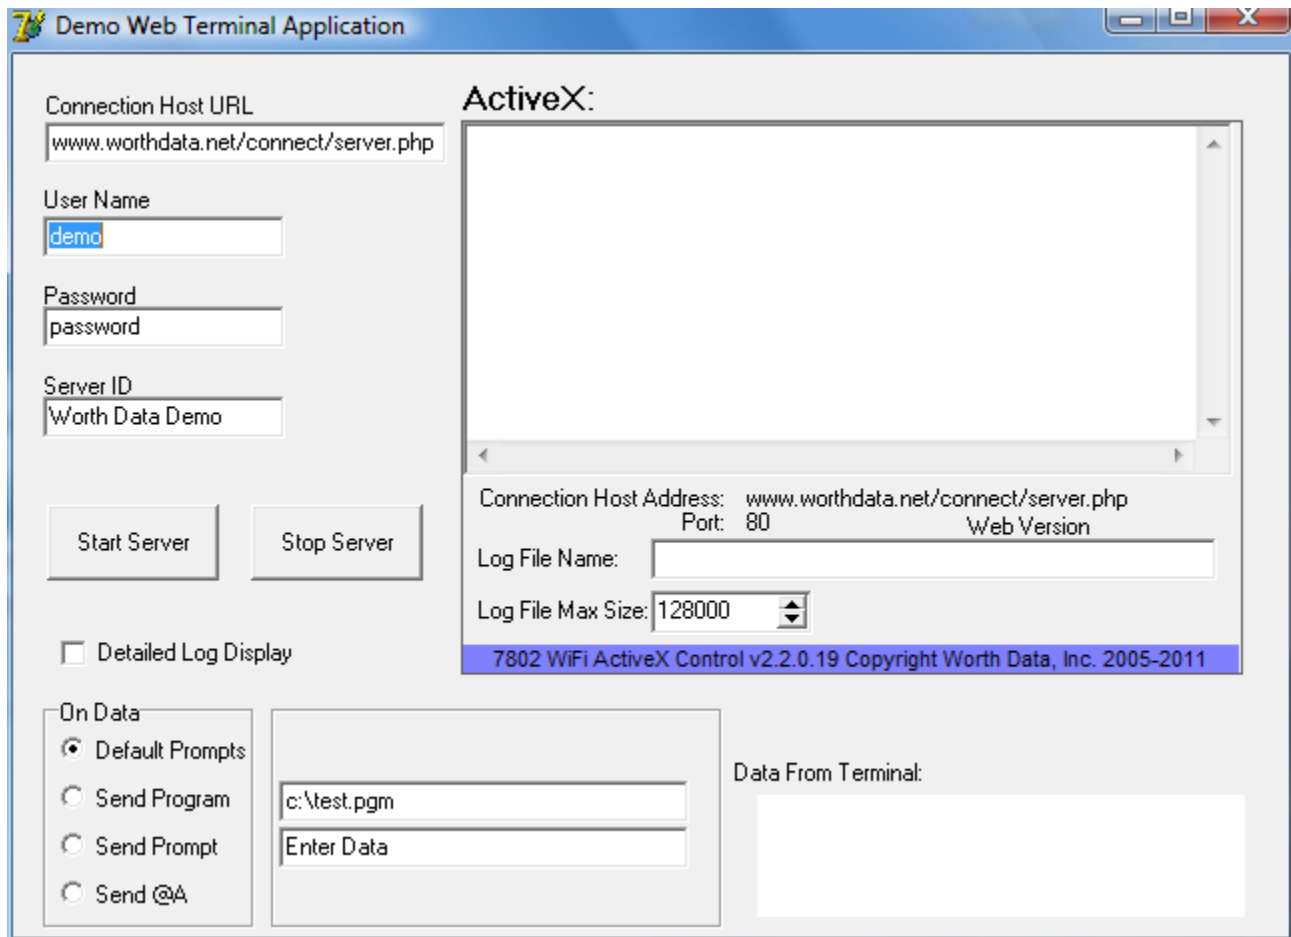 Demo Web Terminal Application
Connection Host URL
www.worthdata.net/connect/server.php
User Name
demo
Password
password
Server ID
Worth Data Demo
Start Server
Stop Server
Detailed Log Display
ActiveX:
Connection Host Address: www.worthdata.net/connect/server.php
Port: 80 Web Version
Log File Name:
Log File Max Size: 128000
7802 WiFi ActiveX Control v2.2.0.19 Copyright Worth Data, Inc. 2005-2011
On Data
Default Prompts
Send Program
Send Prompt
Send @A
c:\test.pgm
Enter Data
Data From Terminal: